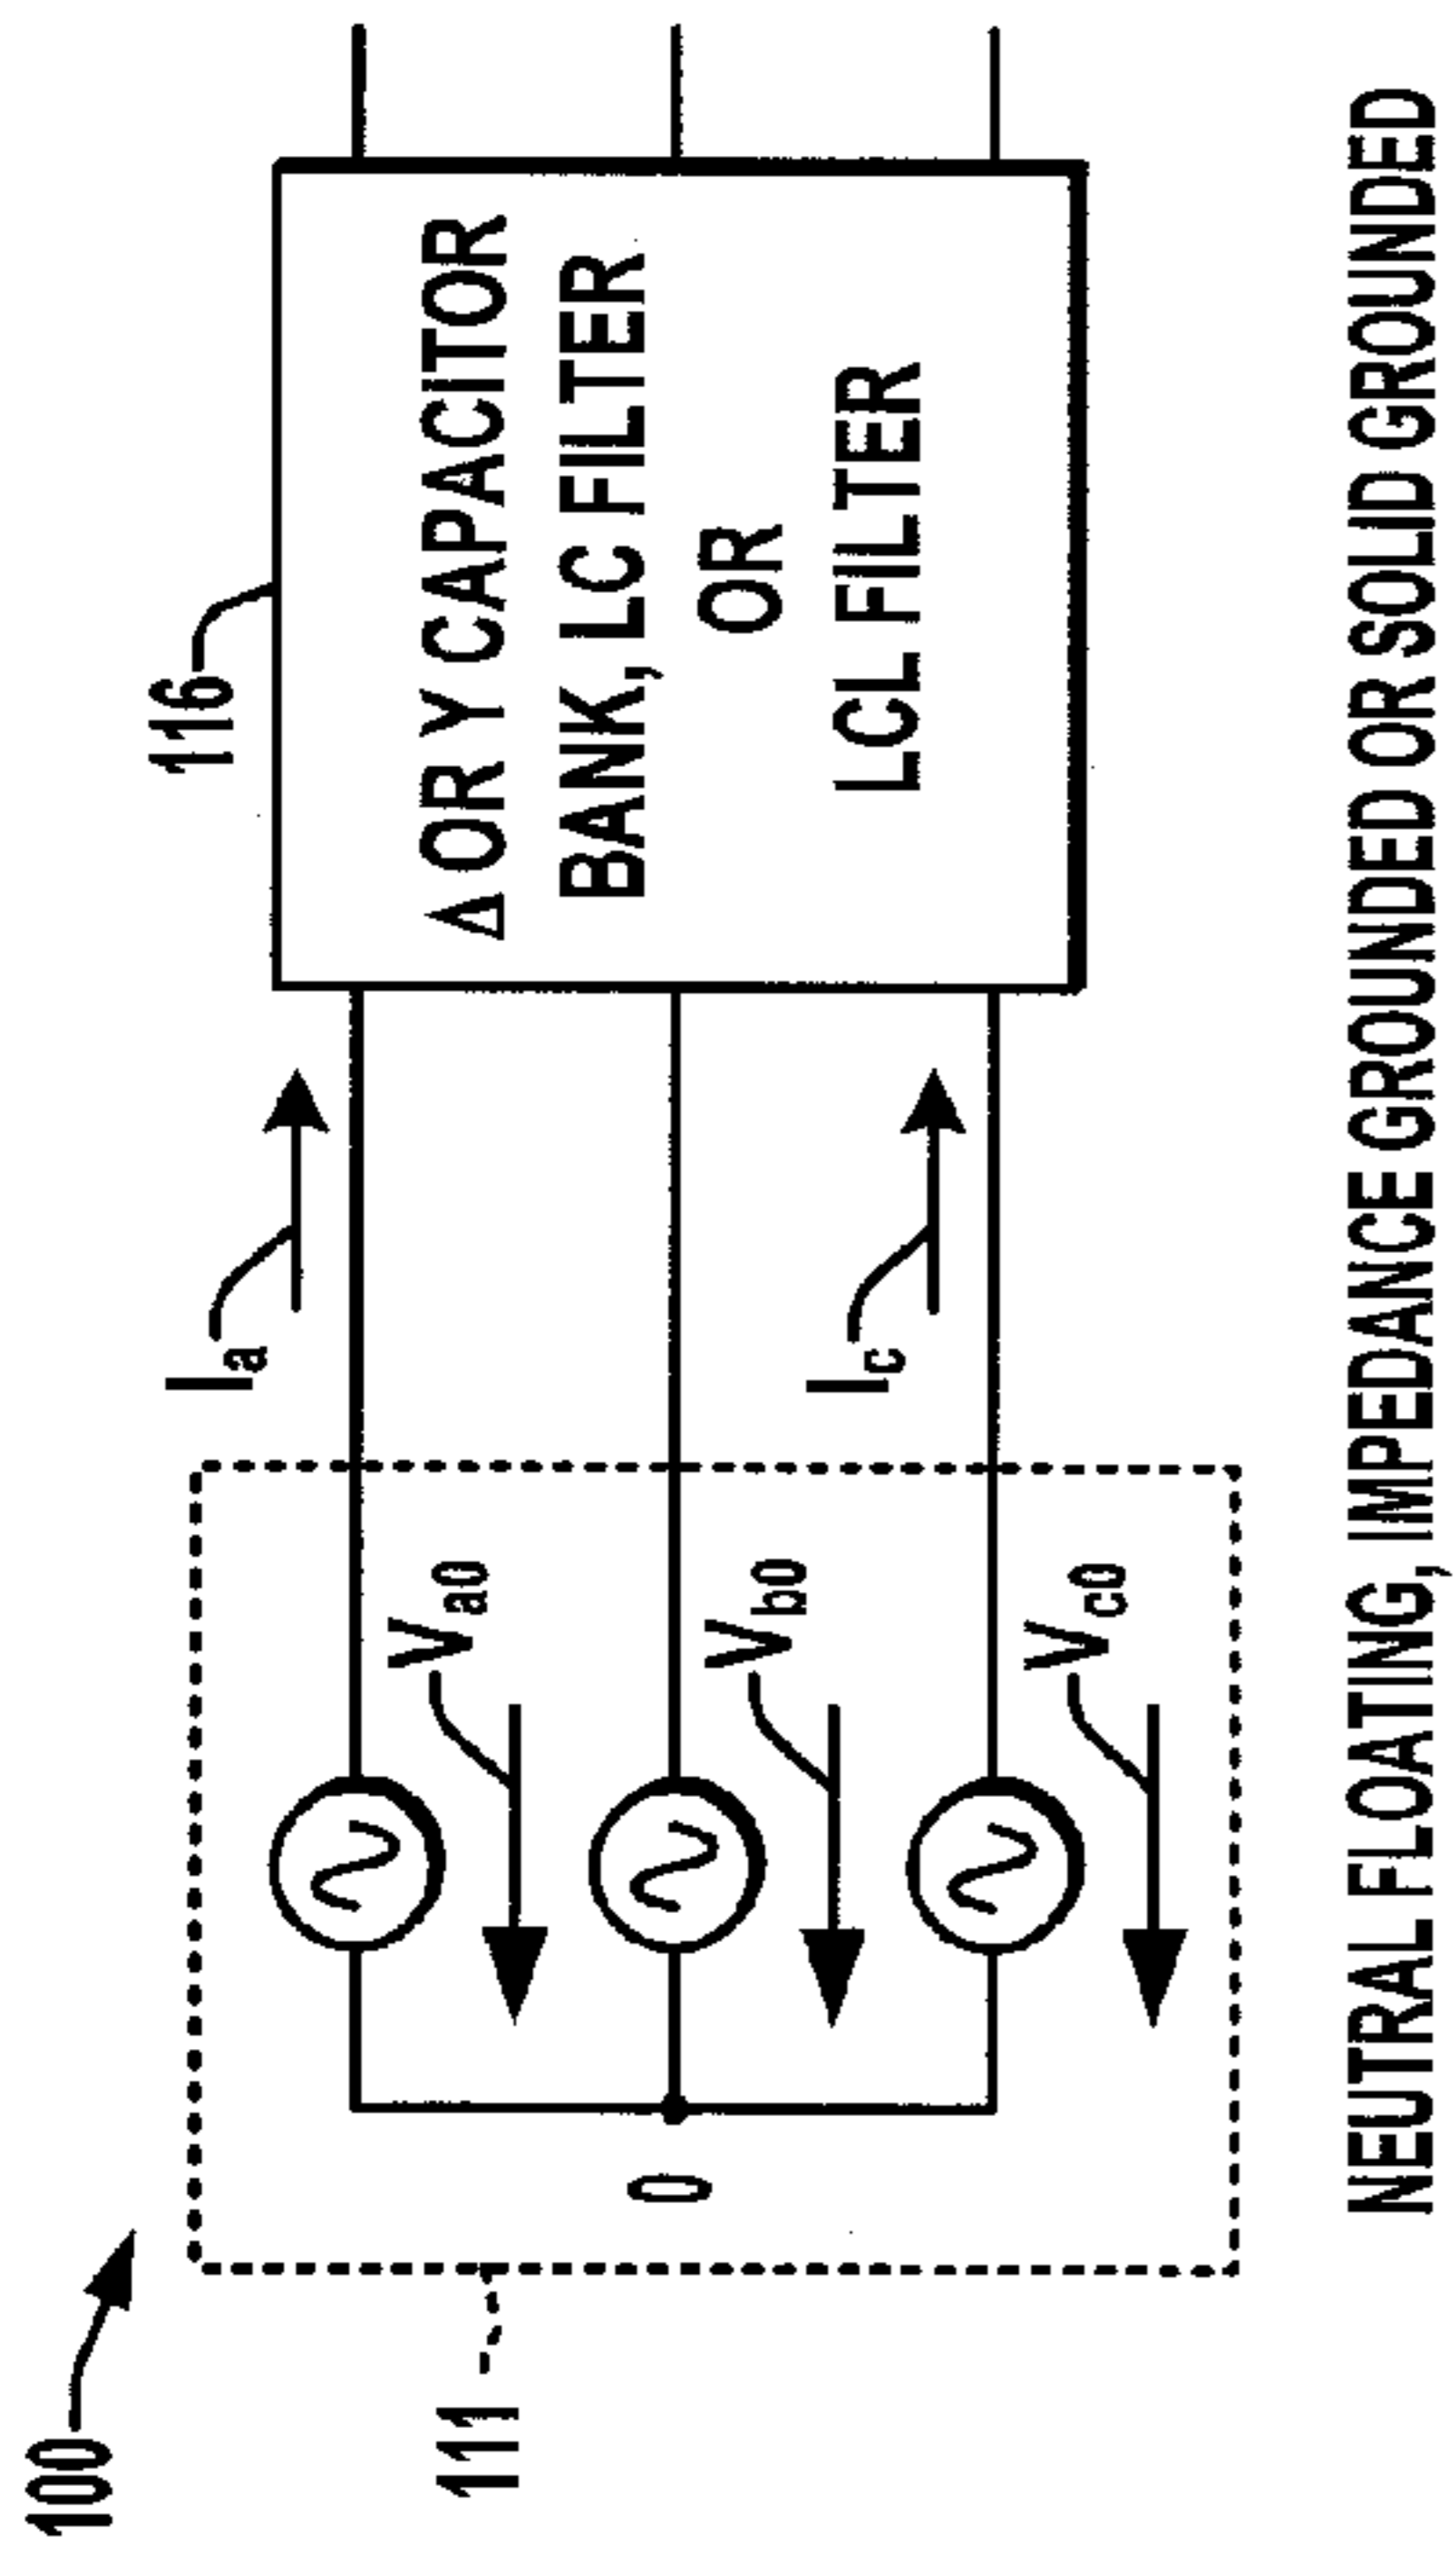 100
116
Ia
Δ OR Y CAPACITOR
BANK, LC FILTER
OR
LCL FILTER
Va0
Vb0
Ic
Vc0
0
111
NEUTRAL FLOATING, IMPEDANCE GROUNDED OR SOLID GROUNDED